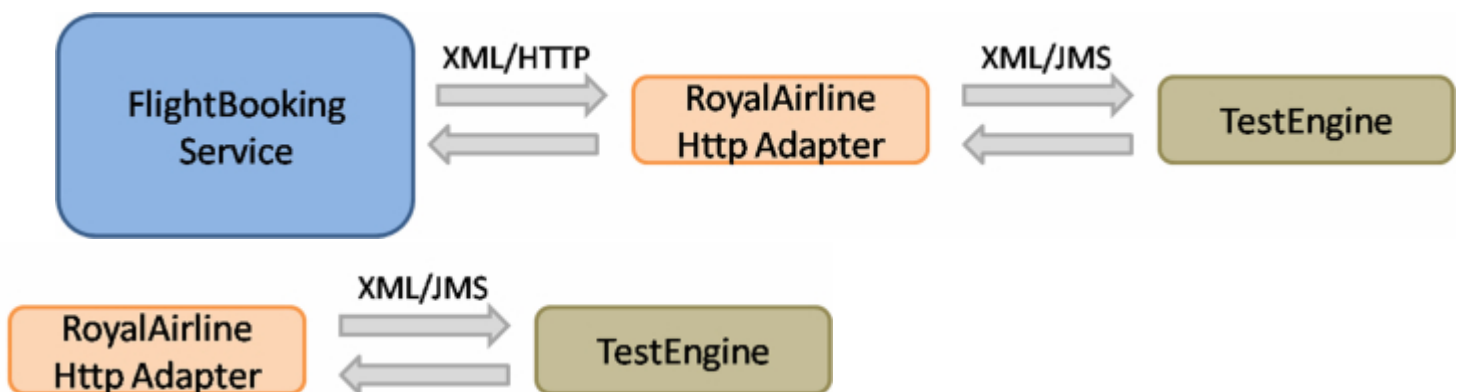 XML/HTTP
XML/JMS
FlightBooking
Service
RoyalAirline
Http Adapter
TestEngine
XML/JMS
RoyalAirline
Http Adapter
TestEngine